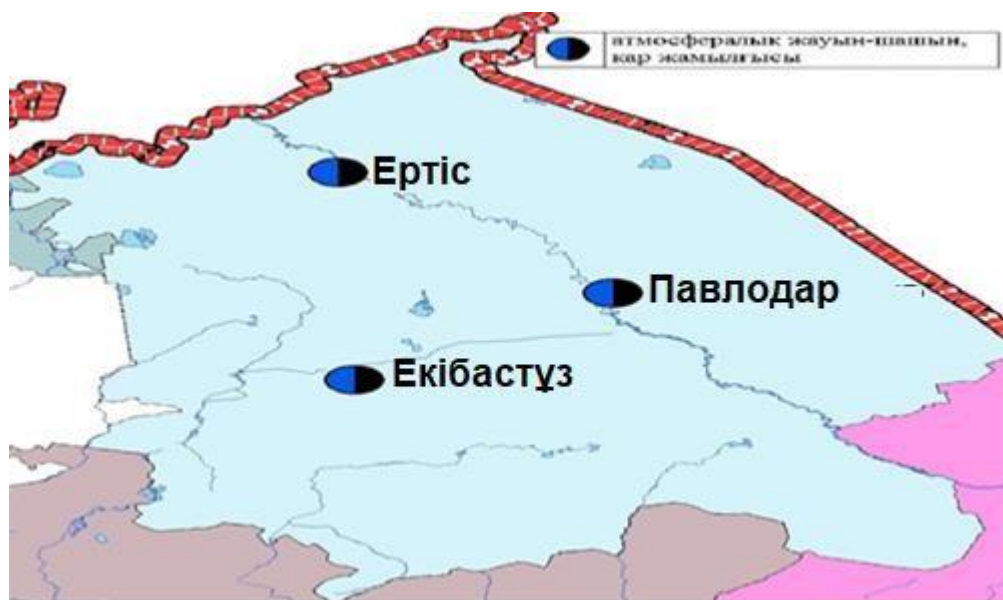 атмосфералық жауын-шашын,
қар жамылғысы
Ертіс
Павлодар
Екібастұз